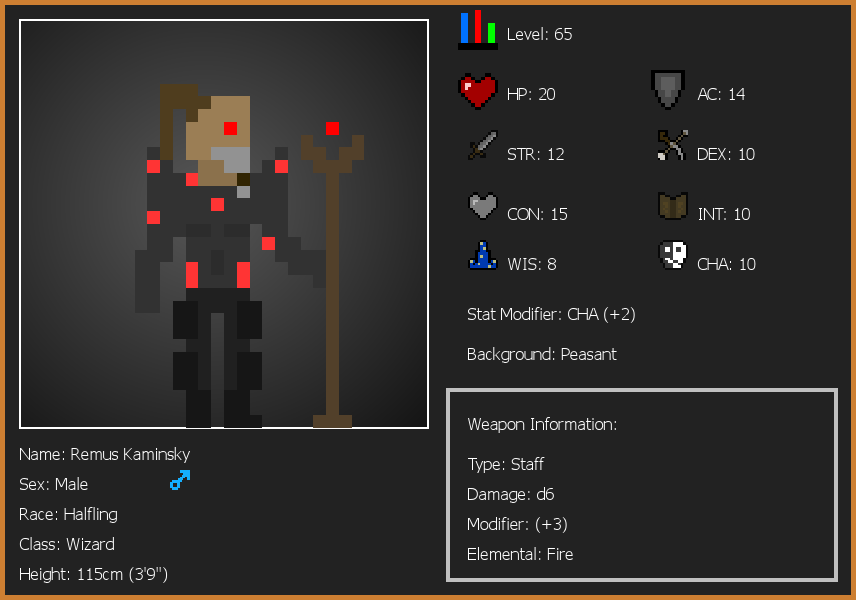 Level: 65
HP: 20
AC: 14
STR: 12
DEX: 10
CON: 15
INT: 10
WIS: 8
CHA: 10
Stat Modifier: CHA (+2)
Background: Peasant
Weapon Information:
Type: Staff
Damage: d6
Modifier: (+3)
Elemental: Fire
Name: Remus Kaminsky
Sex: Male
Race: Halfling
Class: Wizard
Height: 115cm (3'9")